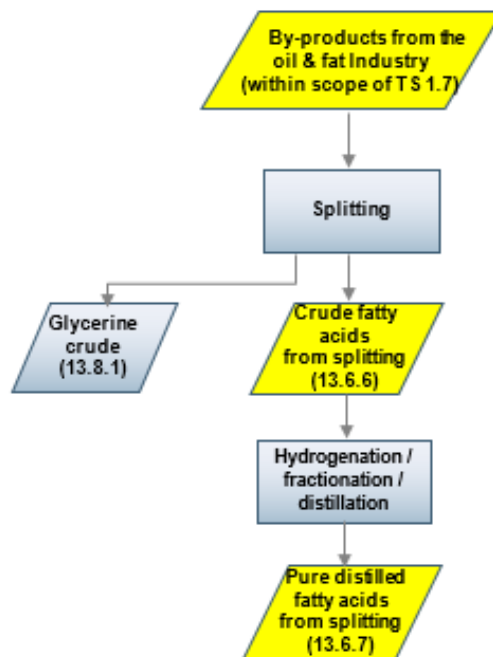 By-products from the
oil & fat Industry
(within scope of TS 1.7)
Splitting
Glycerine
crude
(13.8.1)
Crude fatty
acids
from splitting
(13.6.6)
Hydrogenation /
fractionation /
distillation
Pure distilled
fatty acids
from splitting
(13.6.7)